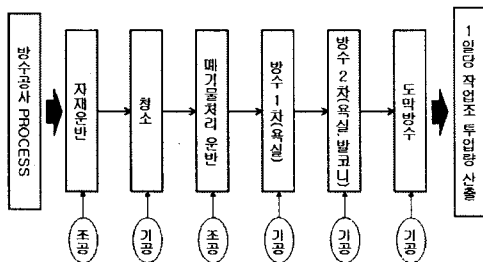 방수공사 PROCESS
자재운반
청소
폐기물처리 운반
방수 1차(욕실)
방수 2차(욕실 발코니)
도막방수
1일당 작업조 투입량 산출
조공
기공
조공
기공
기공
기공